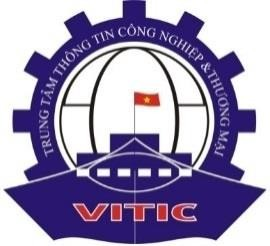 TRUNG TÂM THÔNG TIN CÔNG NGHIỆP & THƯƠNG MẠI
VITIC